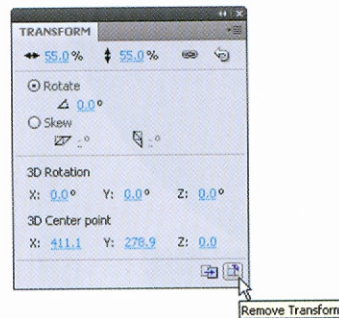 TRANSFORM
55.0 % 55.0 %
Rotate
0.0 °
Skew
3D Rotation
X: 0.0 ° Y: 0.0 ° Z: 0.0 °
3D Center point
X: 411.1 Y: 278.9 Z: 0.0
Remove Transform